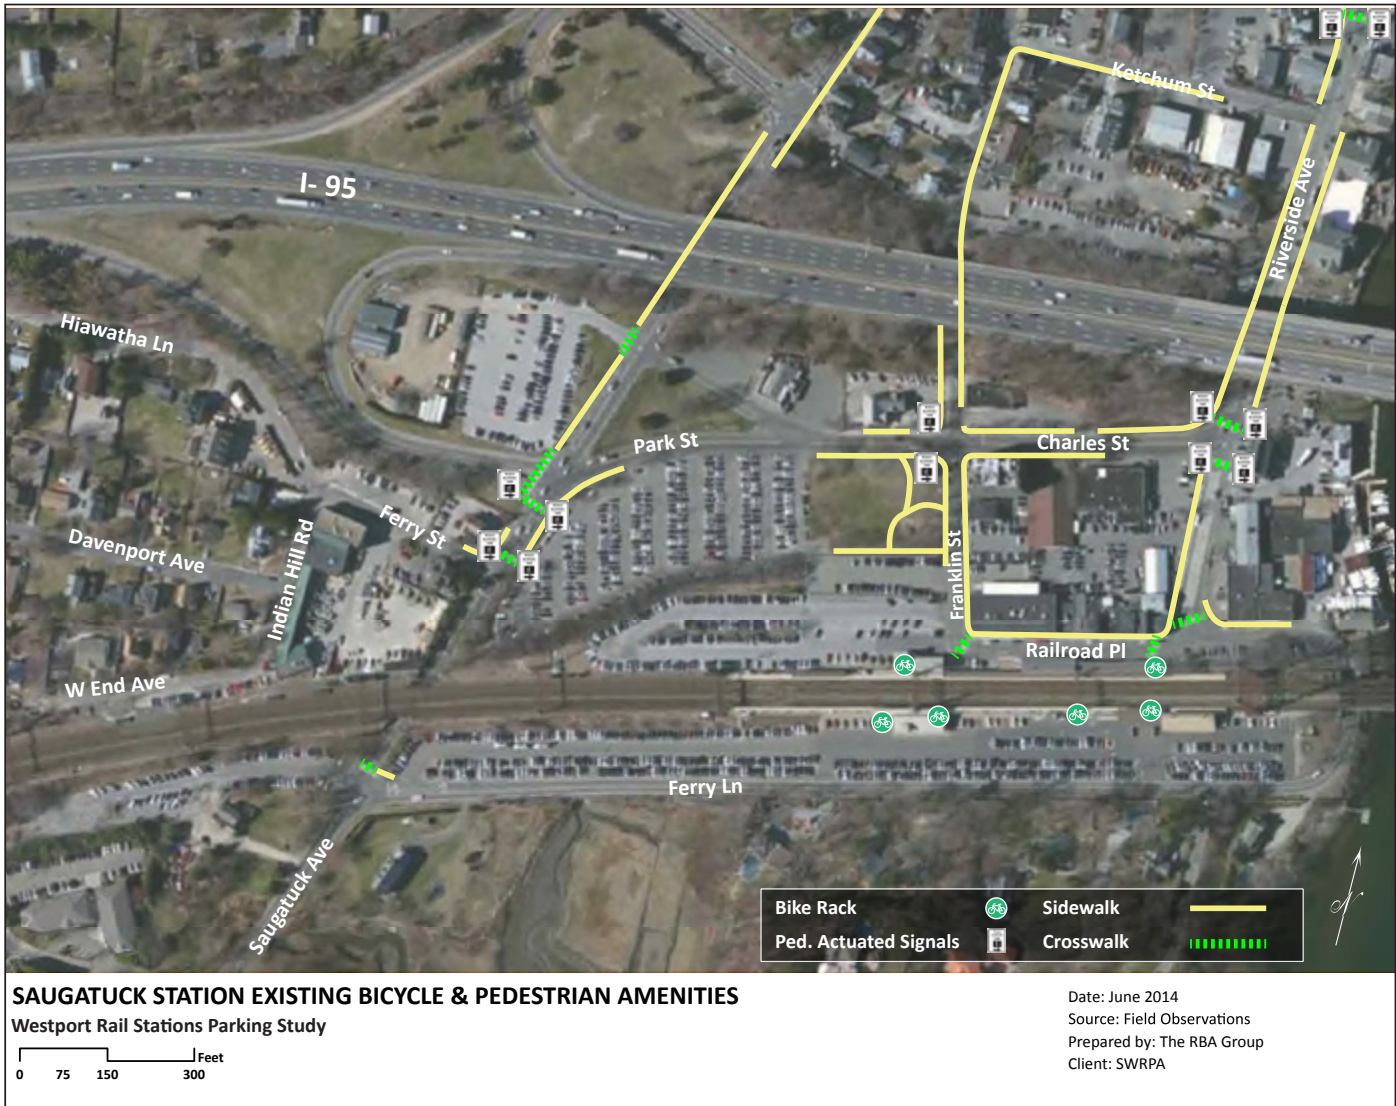 Ketchum St
I- 95
Riverside Ave
Hiawatha Ln
Park St
Charles St
Ferry St
Davenport Ave
Indian Hill Rd
Franklin St
Railroad Pl
W End Ave
Ferry Ln
Saugatuck Ave
Bike Rack
Sidewalk
Ped. Actuated Signals
Crosswalk
SAUGATUCK STATION EXISTING BICYCLE & PEDESTRIAN AMENITIES
Westport Rail Stations Parking Study
Feet
0 75 150 300
Date: June 2014
Source: Field Observations
Prepared by: The RBA Group
Client: SWRPA